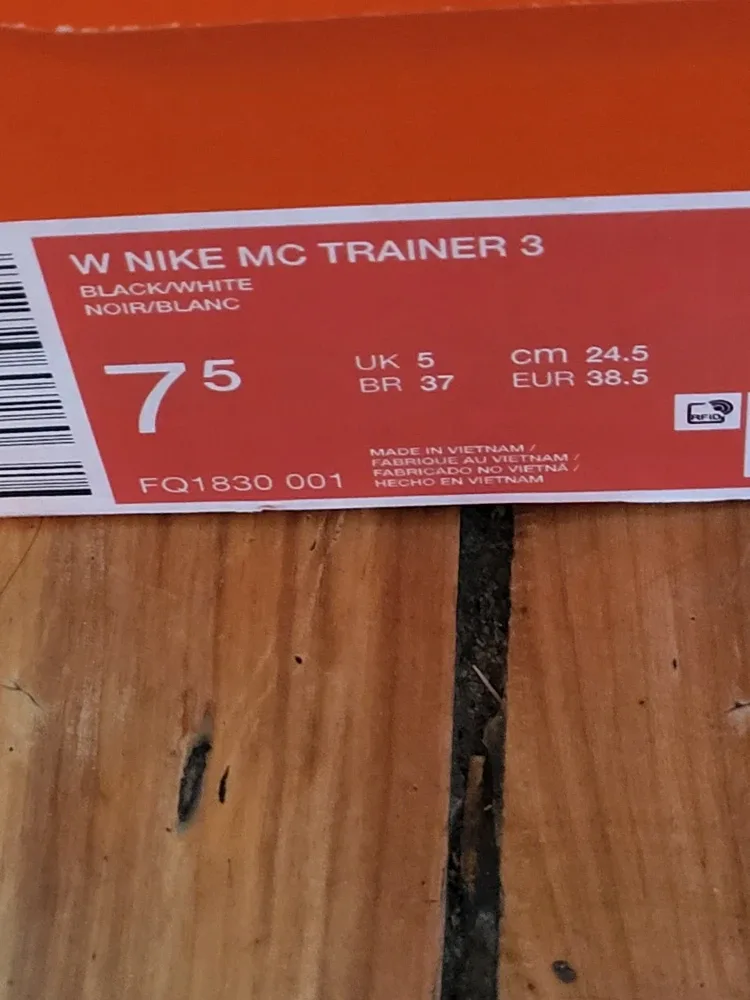 W NIKE MC TRAINER 3
BLACK/WHITE
NOIR/BLANC
7 5
UK 5
BR 37
cm 24.5
EUR 38.5
RFID
FQ1830 001
MADE IN VIETNAM /
FABRIQUE AU VIETNAM /
FABRICADO NO VIETNÃ /
HECHO EN VIETNAM